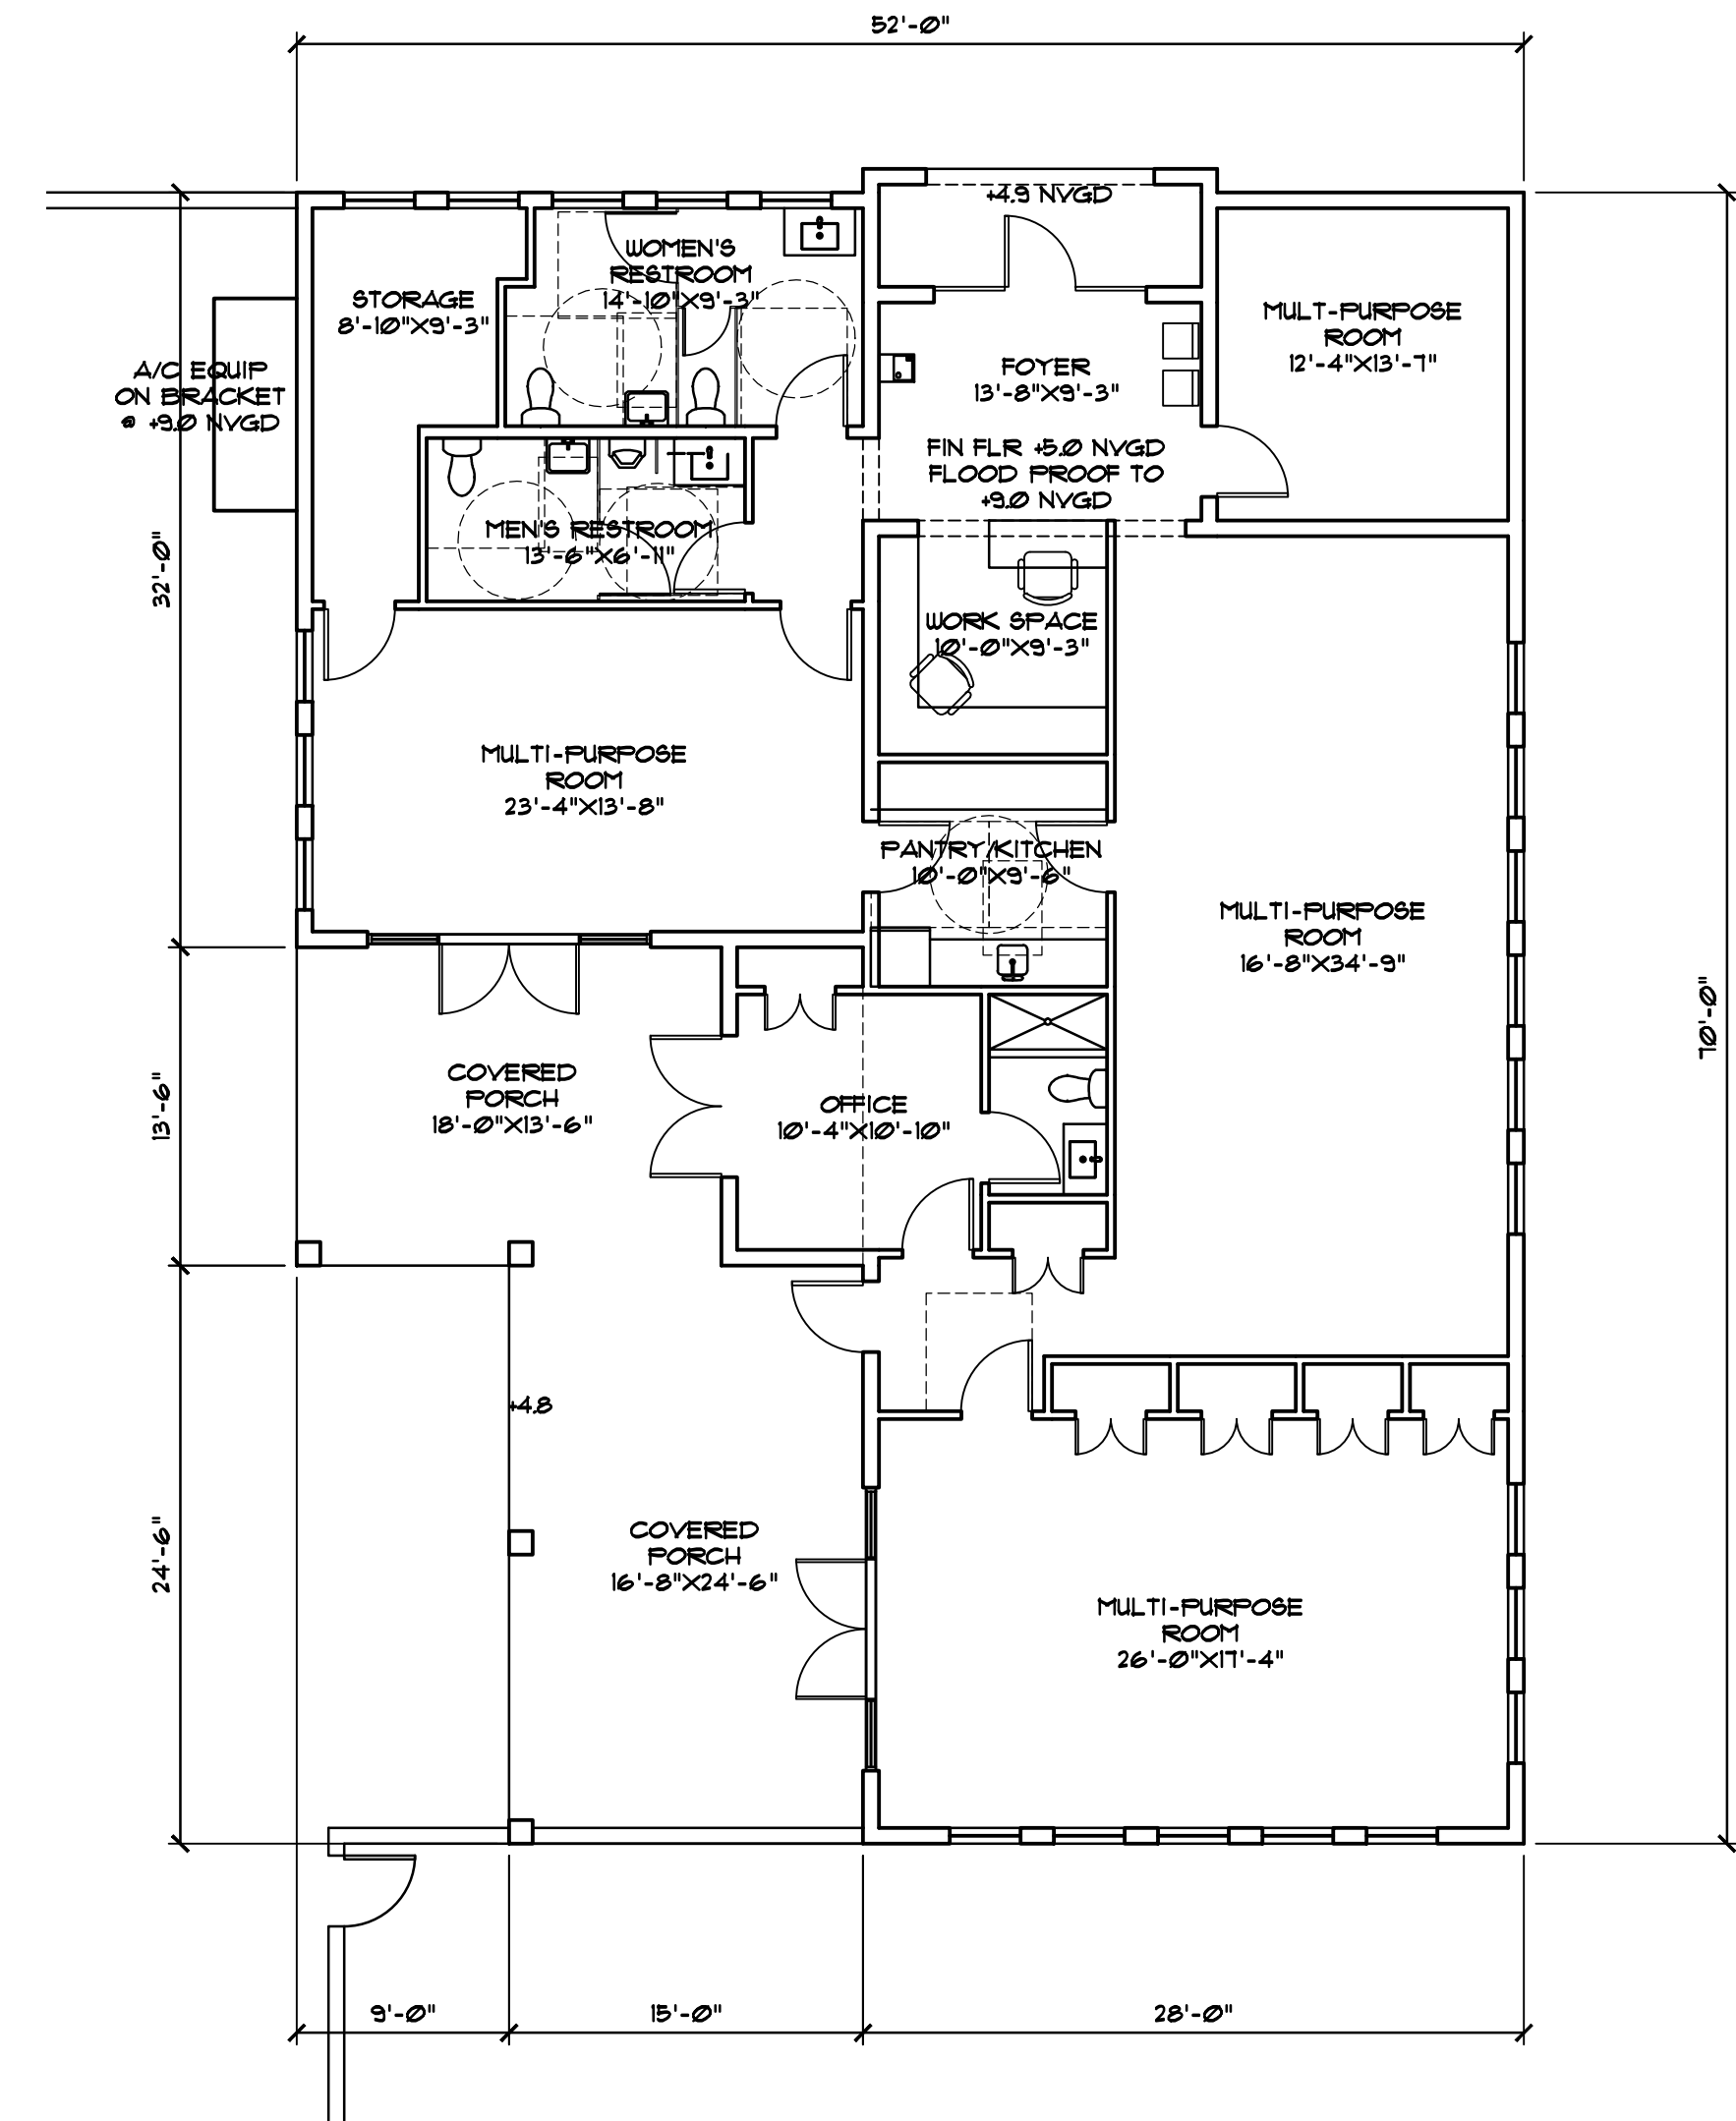 52'-0"
+4.9 NVGD
WOMEN'S
RESTROOM
14'-10"X9'-3"
STORAGE
8'-10"X9'-3"
MULT-PURPOSE
ROOM
12'-4"X13'-7"
A/C EQUIP
ON BRACKET
@ +9.0 NVGD
FOYER
13'-8"X9'-3"
FIN FLR +5.0 NVGD
FLOOD PROOF TO
+9.0 NVGD
MEN'S RESTROOM
13'-6"X6'-11"
32'-0"
WORK SPACE
10'-0"X9'-3"
MULTI-PURPOSE
ROOM
23'-4"X13'-8"
PANTRY/KITCHEN
10'-0"X9'-6"
MULTI-PURPOSE
ROOM
16'-8"X34'-9"
70'-0"
COVERED
PORCH
18'-0"X13'-6"
13'-6"
OFFICE
10'-4"X10'-10"
+4.8
24'-6"
COVERED
PORCH
16'-8"X24'-6"
MULTI-PURPOSE
ROOM
26'-0"X17'-4"
9'-0"
15'-0"
28'-0"